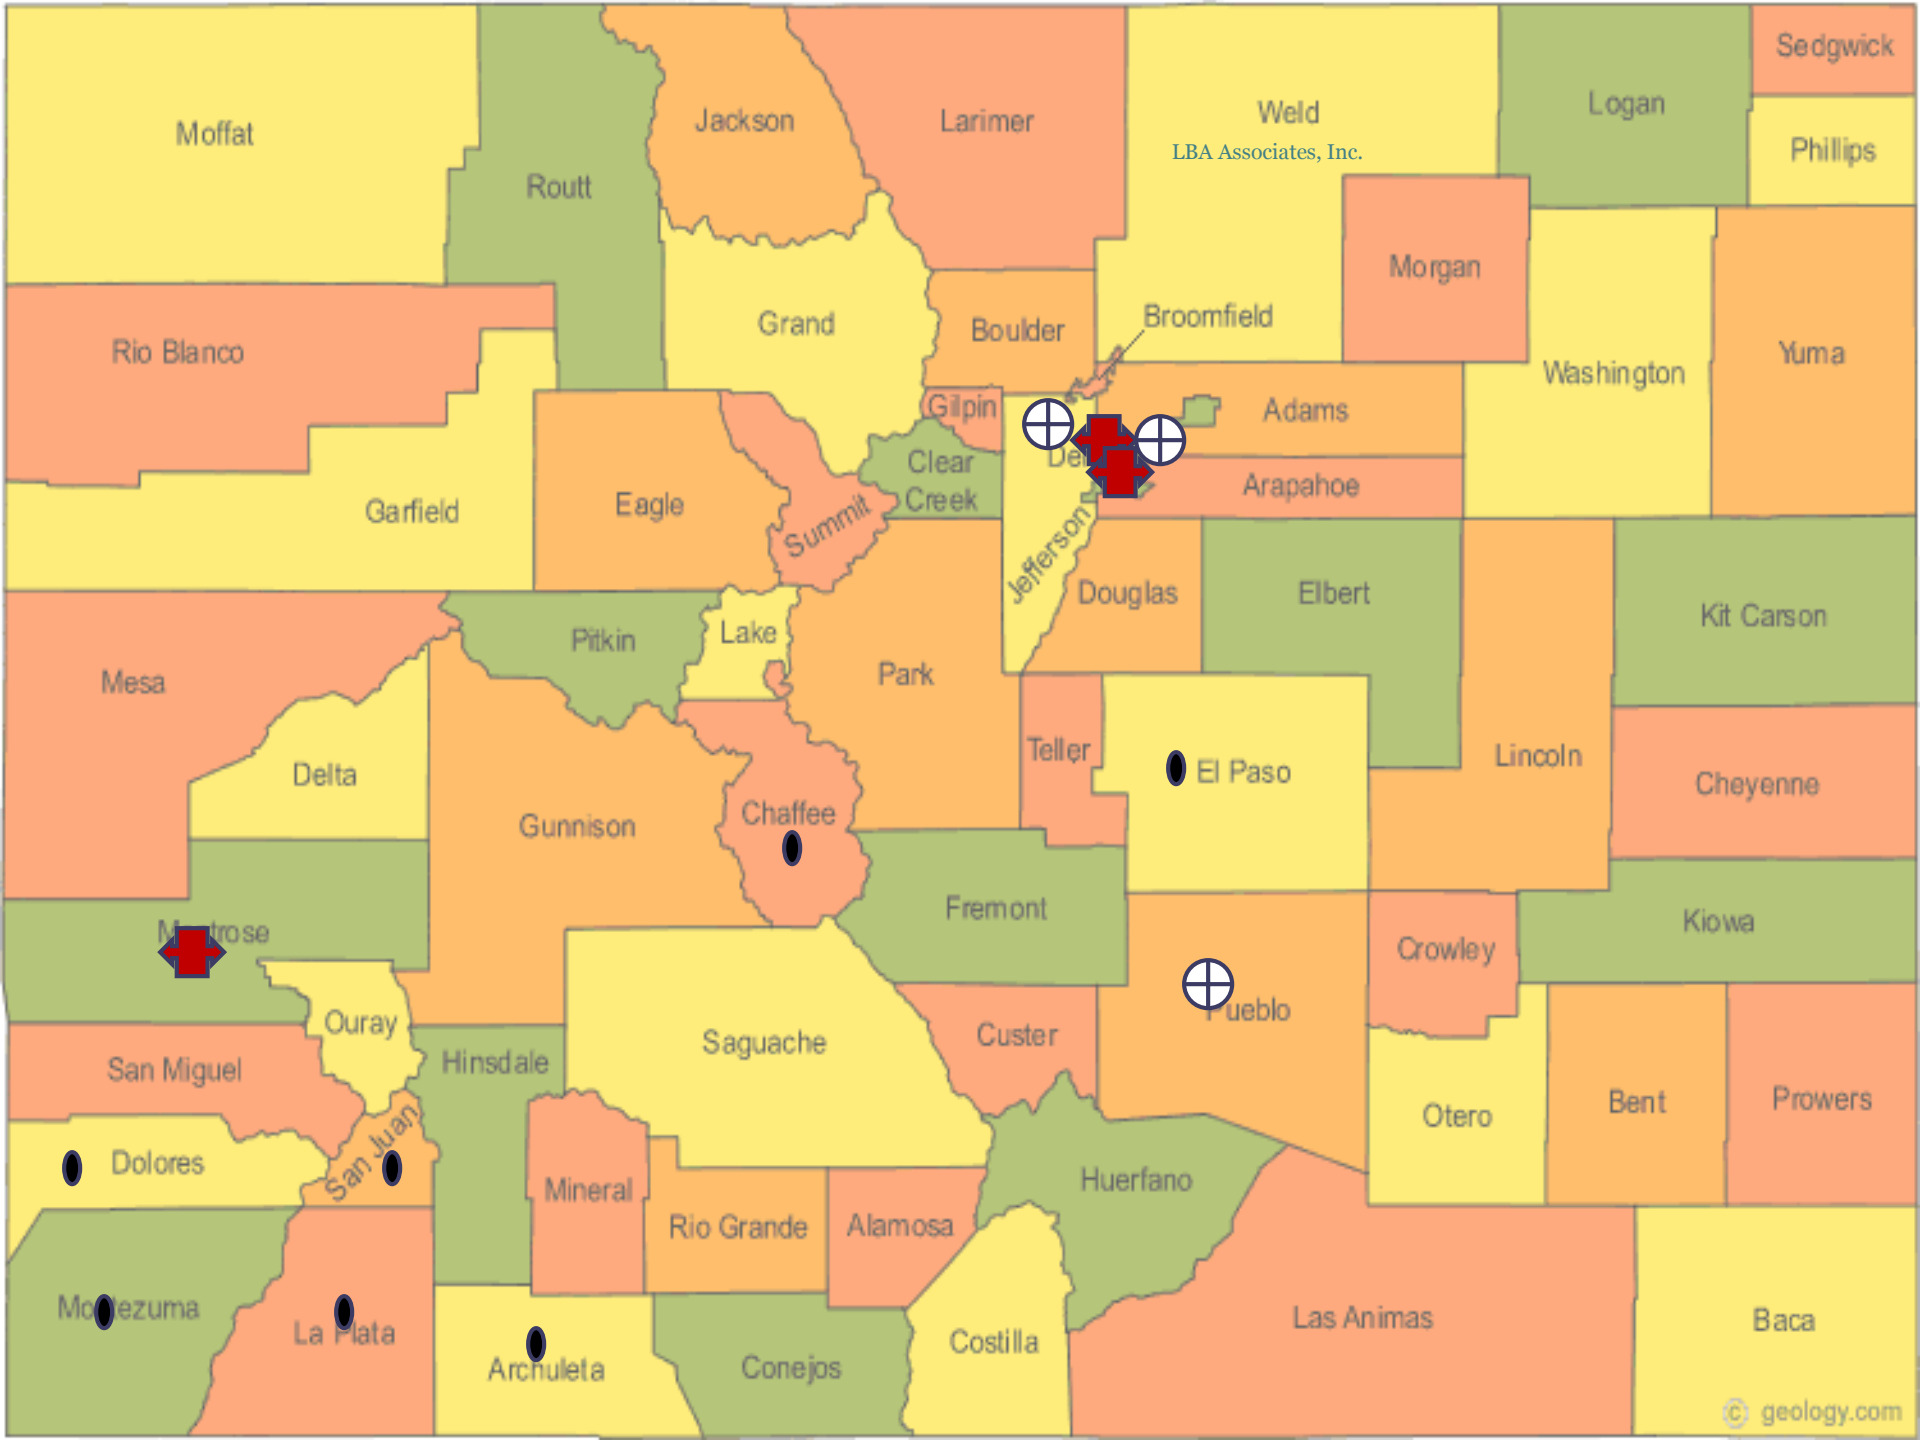 Sedgwick
Moffat
Routt
Jackson
Larimer
Weld
LBA Associates, Inc.
Logan
Phillips
Rio Blanco
Grand
Boulder
Broomfield
Morgan
Washington
Yuma
Gilpin
Adams
Clear
Creek
Arapahoe
Garfield
Eagle
Summit
Jefferson
Douglas
Elbert
Kit Carson
Mesa
Pitkin
Lake
Park
Delta
Gunnison
Chaffee
Teller
El Paso
Lincoln
Cheyenne
Fremont
Crowley
Kiowa
Ouray
San Miguel
Hinsdale
Saguache
Custer
Otero
Bent
Prowers
Dolores
San Juan
Mineral
Rio Grande
Alamosa
Huerfano
La Plata
Archuleta
Conejos
Costilla
Las Animas
Baca
© geology.com